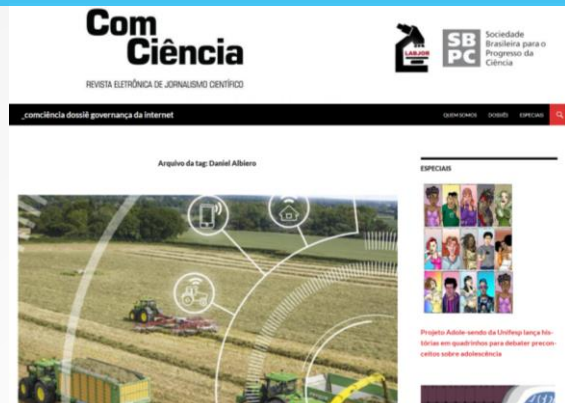 Com
Ciência
REVISTA ELETRÔNICA DE JORNALISMO CIENTÍFICO
LABJOR
SB
PC
Sociedade
Brasileira para o
Progresso da
Ciência
_comciência dossiê governança da internet
QUEM SOMOS
DOSSIÊS
ESPECIAIS
Arquivo da tag: Daniel Albiero
ESPECIAIS
Projeto Adole-sendo da Unifesp lança his-
tórias em quadrinhos para debater precon-
ceitos sobre adolescência